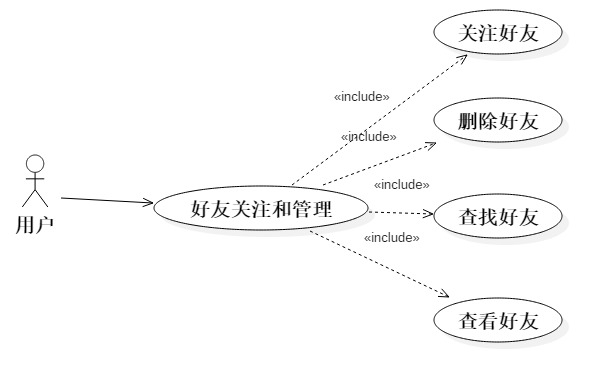 关注好友
«include»
«include»
删除好友
«include»
用户
好友关注和管理
查找好友
«include»
查看好友